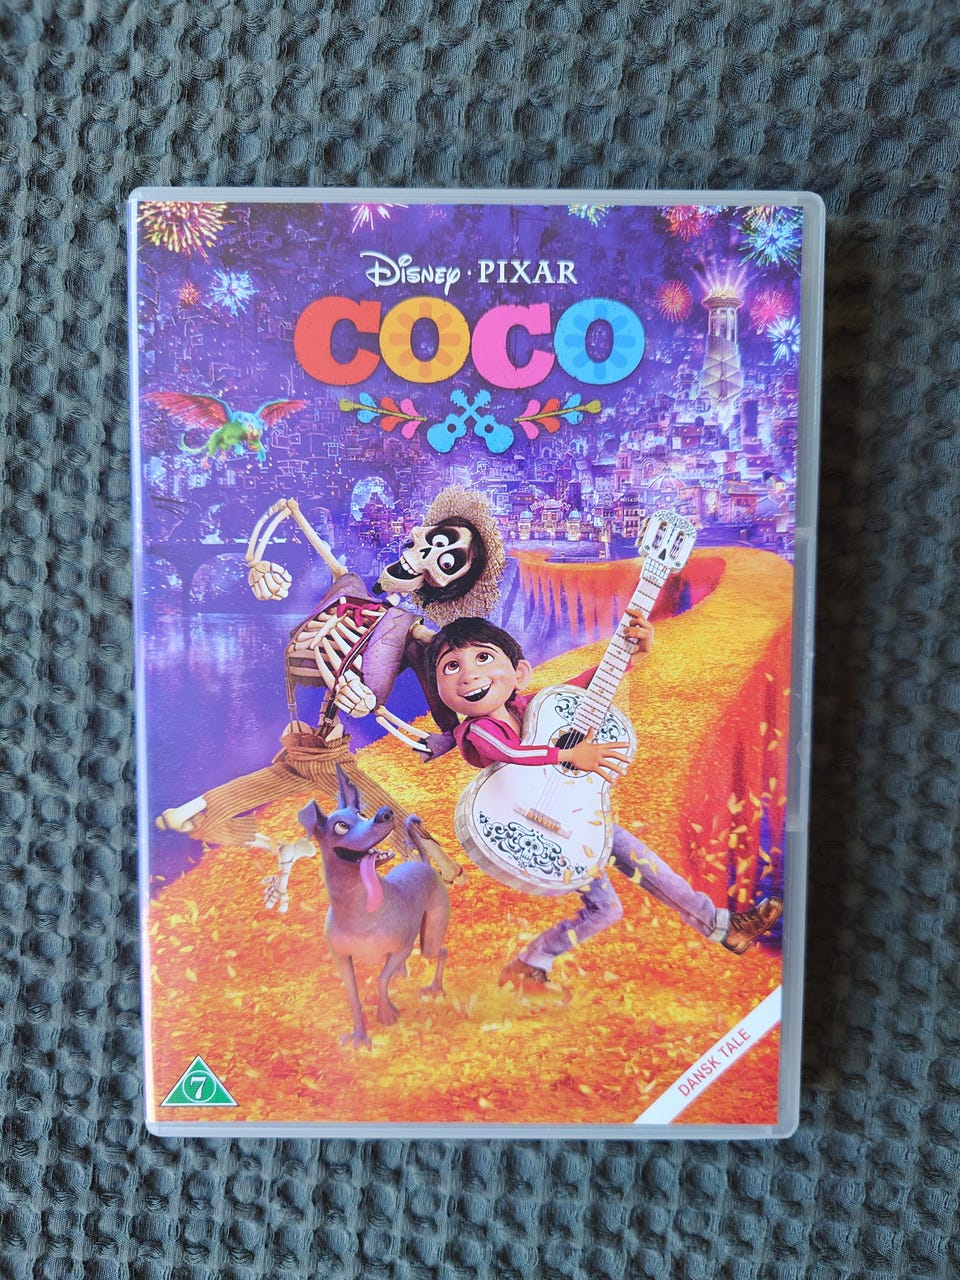 Disney · PIXAR
COCO
7
DANSK TALE